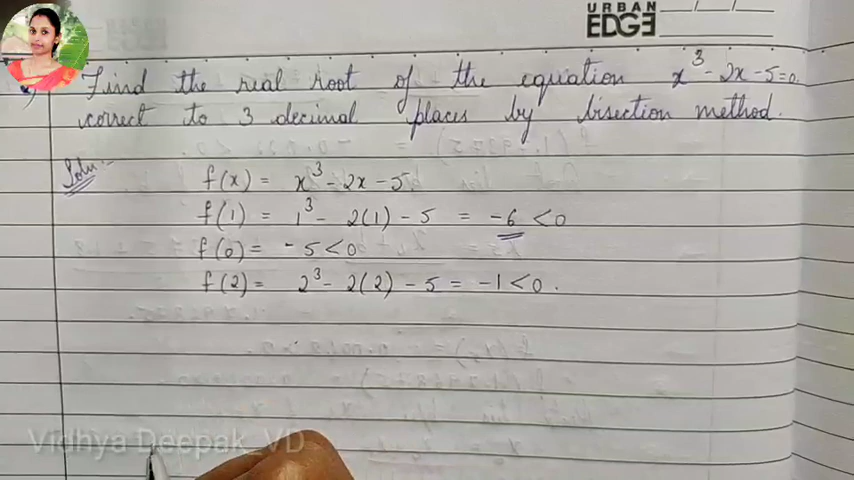 URBAN
EDGE
Find the real root of the equation x³ - 2x - 5 = 0
correct to 3 decimal places by bisection method.
Soln:-
f(x) = x³ - 2x - 5
f(1) = 1³ - 2(1) - 5 = -6 < 0
f(0) = -5 < 0
f(2) = 2³ - 2(2) - 5 = -1 < 0.
Vidhya Deepak_VD